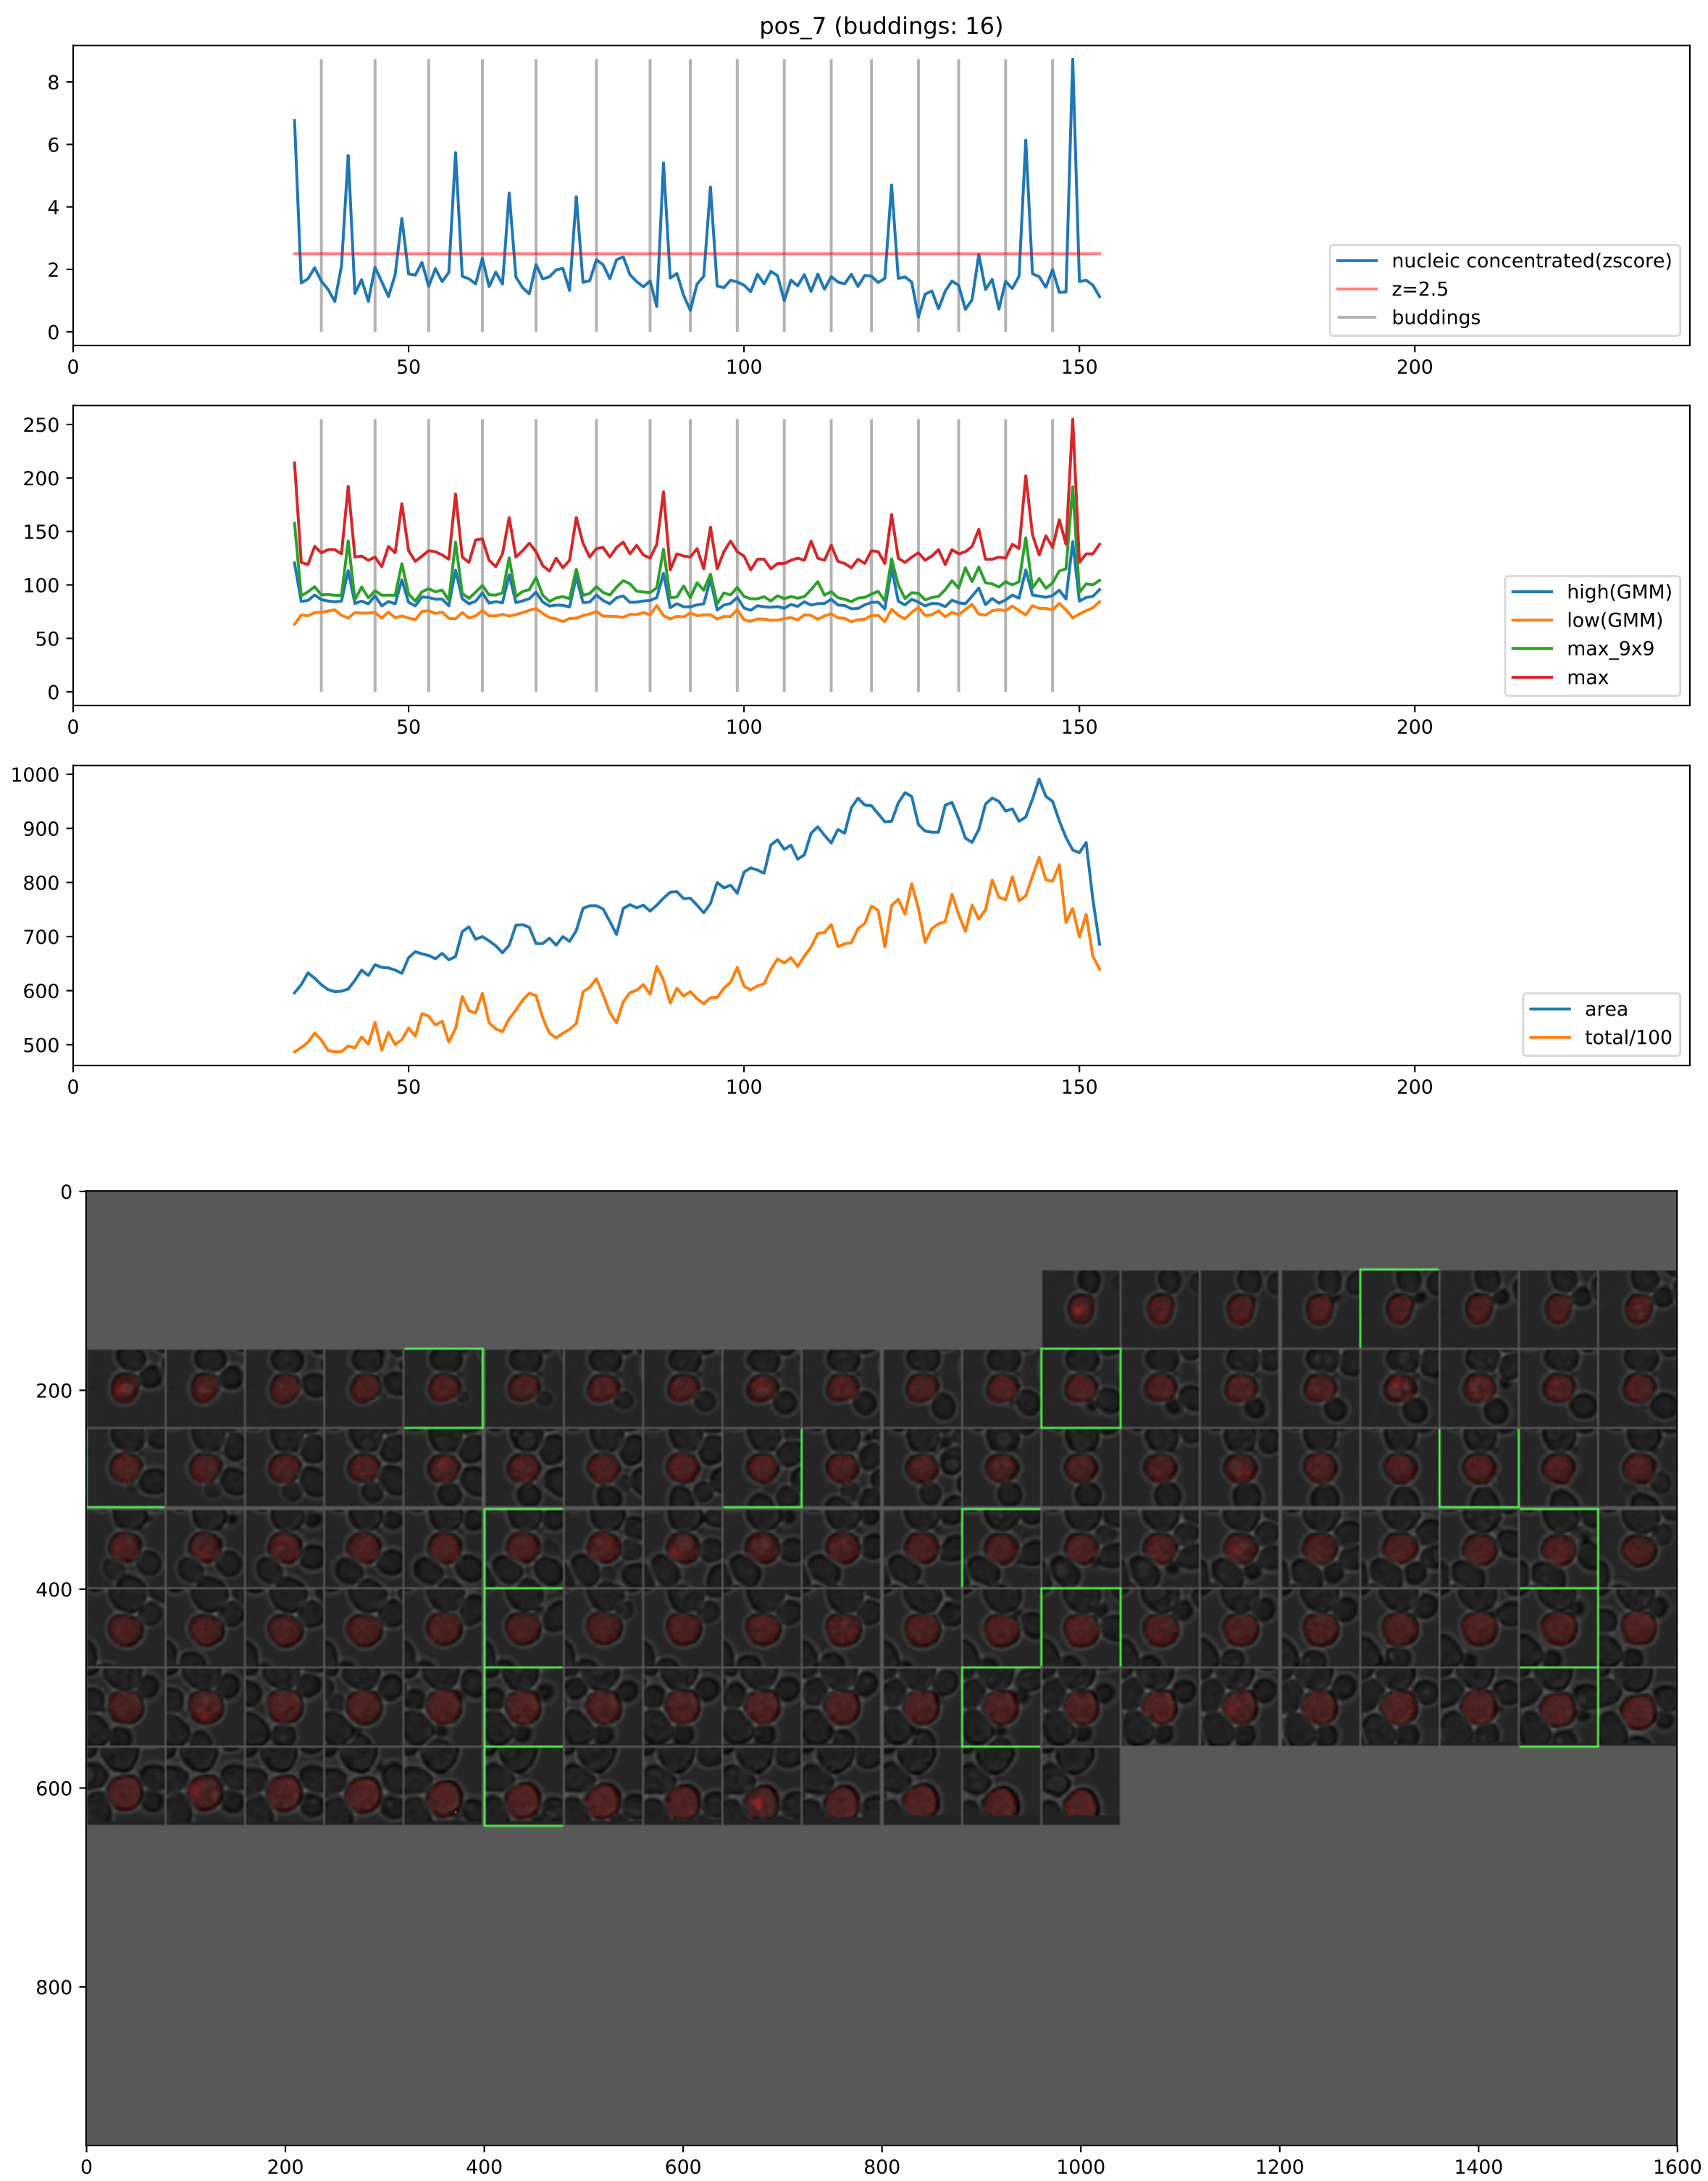 pos_7 (buddings: 16)
8
6
4
2
0
nucleic concentrated(zscore)
z=2.5
buddings
0 50 100 150 200
250
200
150
100
50
0
high(GMM)
low(GMM)
max_9x9
max
0 50 100 150 200
1000
900
800
700
600
500
area
total/100
0 50 100 150 200
0
200
400
600
800
0 200 400 600 800 1000 1200 1400 1600